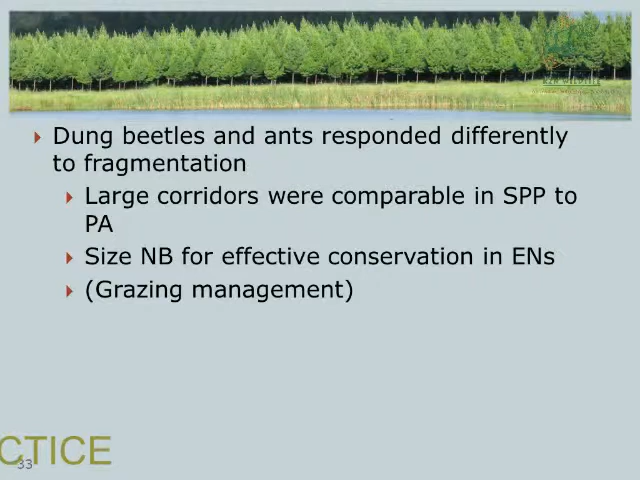 Dung beetles and ants responded differently
to fragmentation
Large corridors were comparable in SPP to
PA
Size NB for effective conservation in ENs
(Grazing management)
CTICE
33